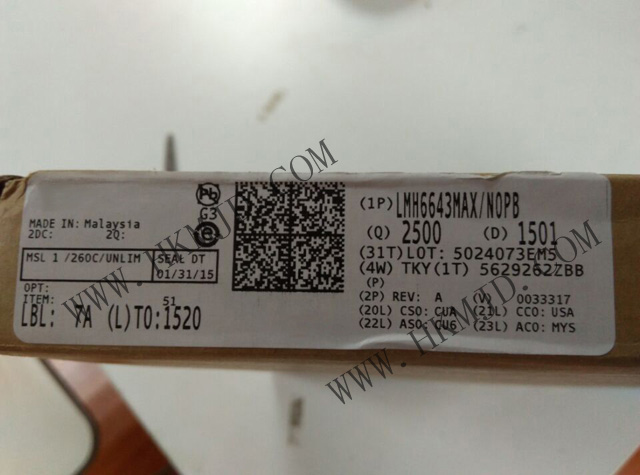 Pb
G3
MADE IN: Malaysia
2DC: 2Q:
MSL 1 /260C/UNLIM SEAL DT
01/31/15
OPT:
ITEM: 51
LBL: 7A (L)TO:1520
(1P) LMH6643MAX/NOPB
(Q) 2500 (D) 1501
(31T)LOT: 5024073EM5
(4W) TKY(1T)
(P)
(2P) REV: A (V) 0033317
(20L) CSO: CUA (21L) CCO: USA
(22L) ASO: CU6 (23L) ACO: MYS
WWW.HKMJD.COM
WWW.HKMJD.COM